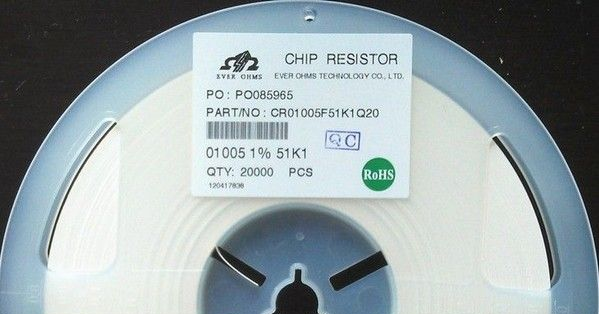 CHIP RESISTOR
EVER OHMS
EVER OHMS TECHNOLOGY CO., LTD.
PO : PO085965
PART/NO : CR01005F51K1Q20
QC
01005 1% 51K1
RoHS
QTY: 20000 PCS
120417836